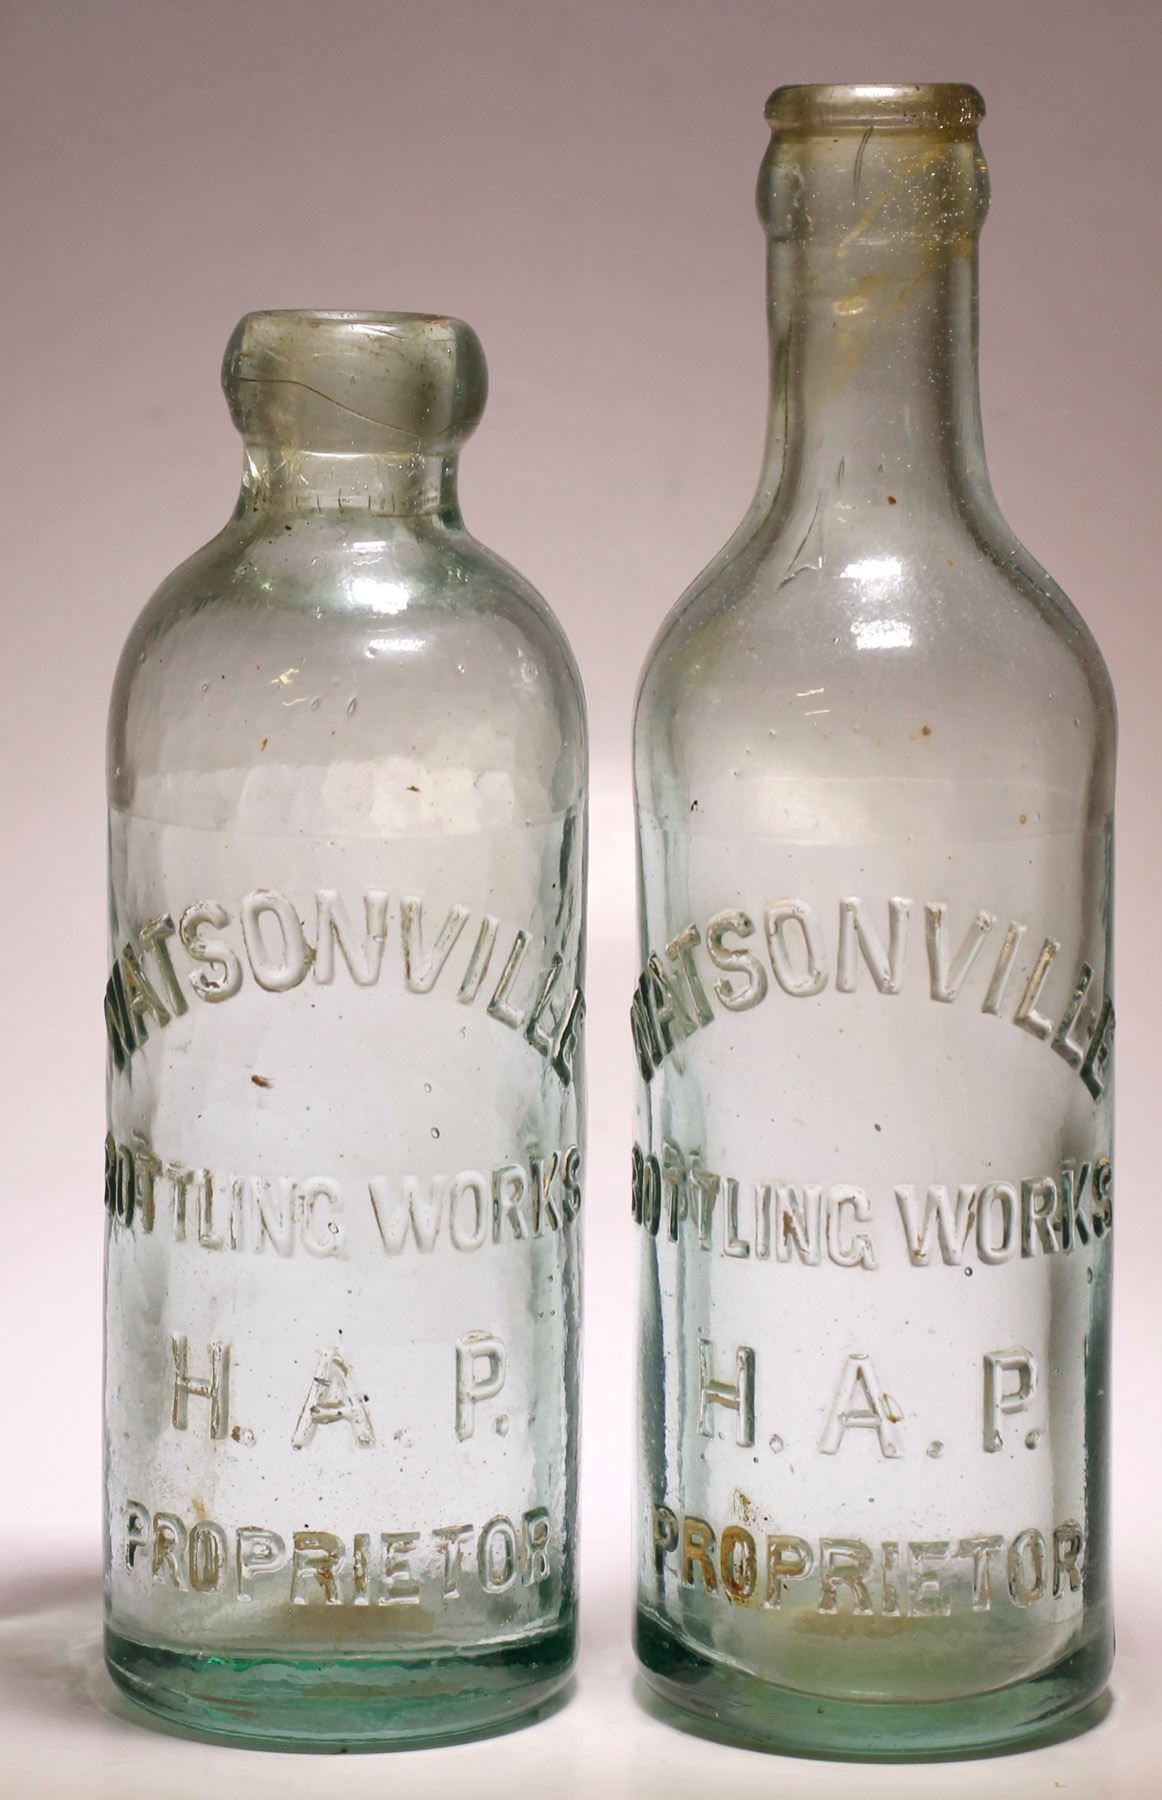 WATSONVILLE
BOTTLING WORKS
H. A. P.
PROPRIETOR
WATSONVILLE
BOTTLING WORKS
H. A. P.
PROPRIETOR